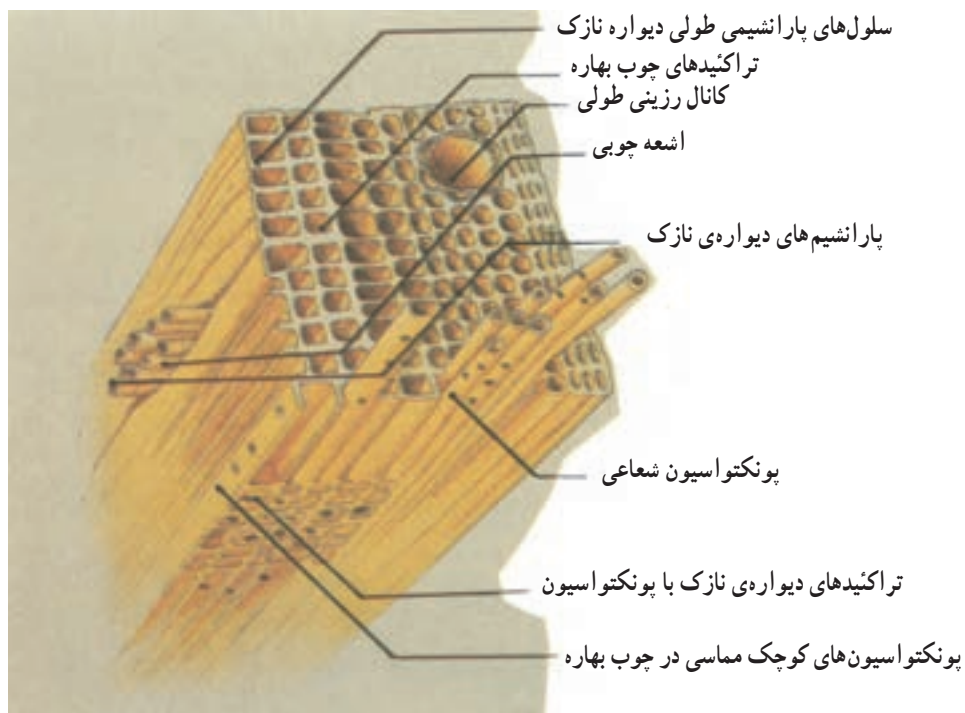 سلول‌های پارانشیمی طولی دیواره نازک
تراکئیدهای چوب بهاره
کانال رزینی طولی
اشعه چوبی
پارانشیم‌های دیواره‌ی نازک
پونکتواسیون شعاعی
تراکئیدهای دیواره‌ی نازک با پونکتواسیون
پونکتواسیون‌های کوچک مماسی در چوب بهاره